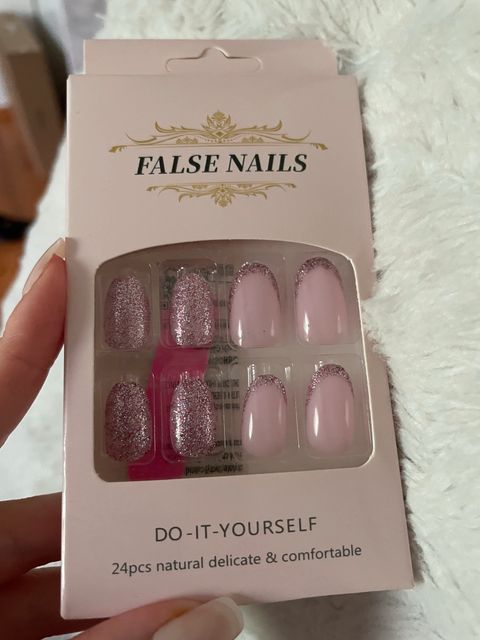 FALSE NAILS
DO-IT-YOURSELF
24pcs natural delicate & comfortable